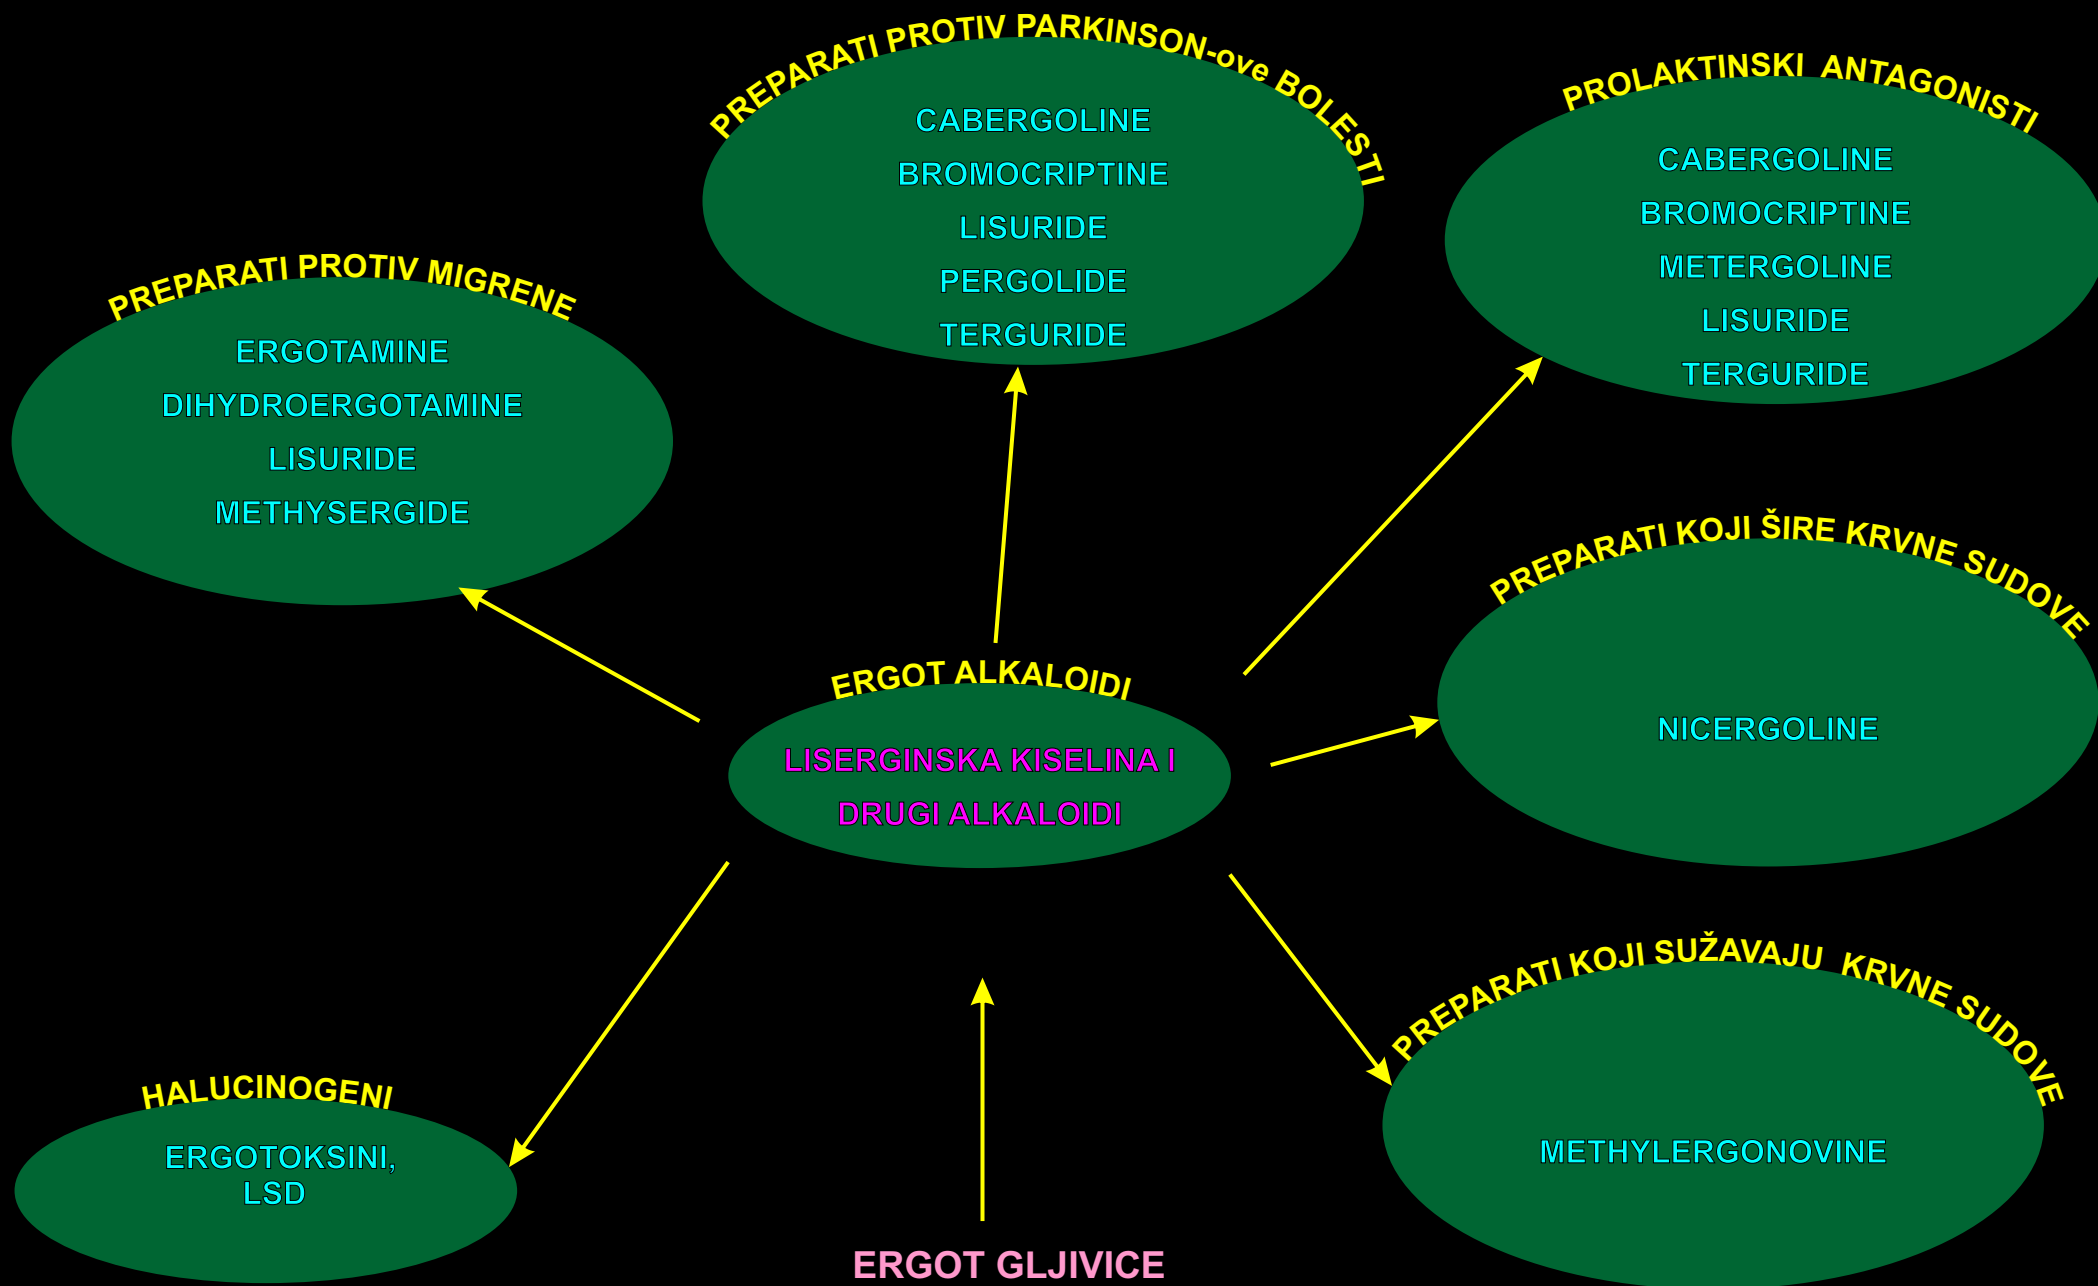 PREPARATI PROTIV PARKINSON-ove BOLESTI
CABERGOLINE
BROMOCRIPTINE
LISURIDE
PERGOLIDE
TERGURIDE
PROLAKTINSKI ANTAGONISTI
CABERGOLINE
BROMOCRIPTINE
METERGOLINE
LISURIDE
TERGURIDE
PREPARATI PROTIV MIGRENE
ERGOTAMINE
DIHYDROERGOTAMINE
LISURIDE
METHYSERGIDE
PREPARATI KOJI ŠIRE KRVNE SUDOVE
NICERGOLINE
ERGOT ALKALOIDI
LISERGINSKA KISELINA I
DRUGI ALKALOIDI
PREPARATI KOJI SUŽAVAJU KRVNE SUDOVE
METHYLERGONOVINE
HALUCINOGENI
ERGOTOKSINI,
LSD
ERGOT GLJIVICE